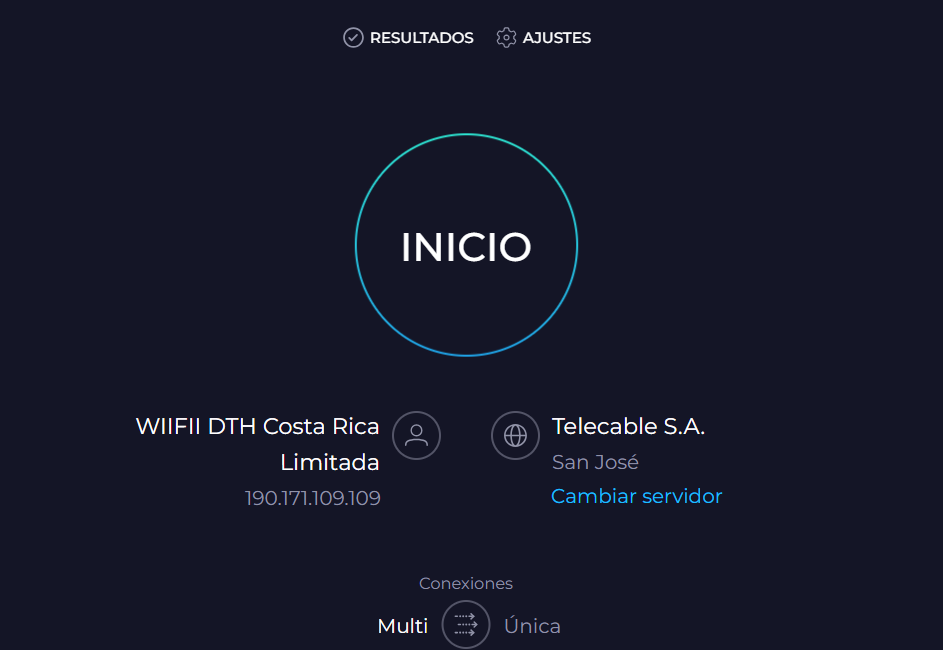 RESULTADOS AJUSTES
INICIO
WIIFII DTH Costa Rica
Limitada
190.171.109.109
Telecable S.A.
San José
Cambiar servidor
Conexiones
Multi Única